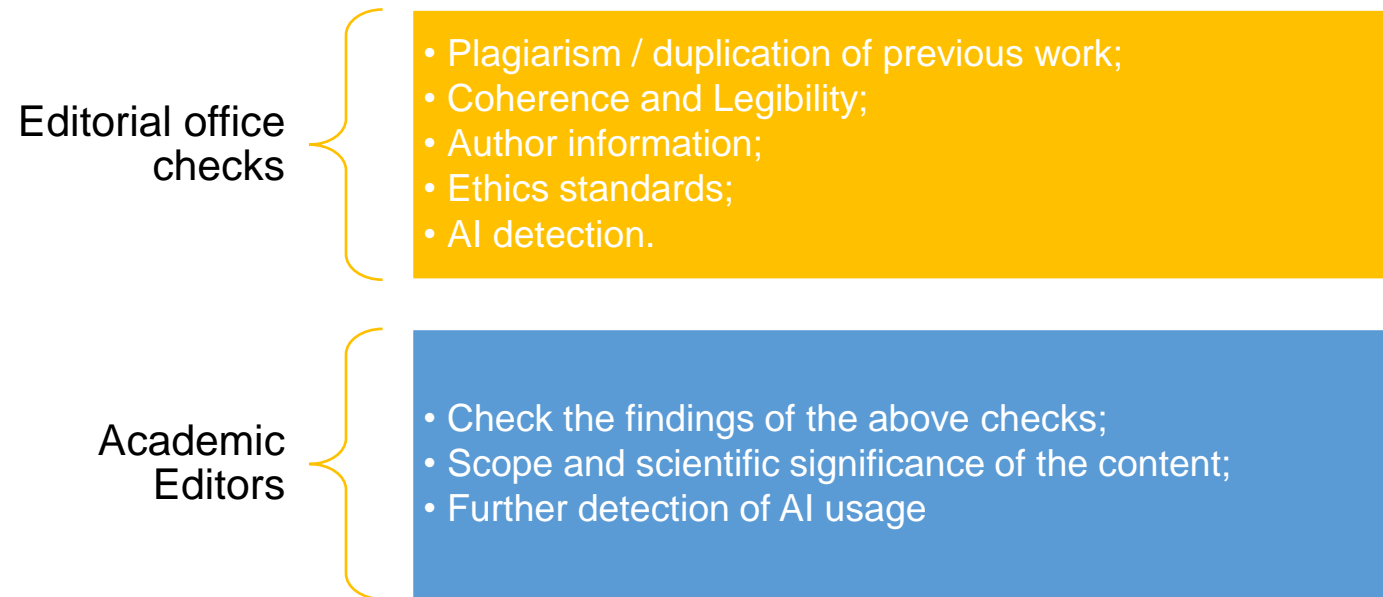 Editorial office
checks
• Plagiarism / duplication of previous work;
• Coherence and Legibility;
• Author information;
• Ethics standards;
• AI detection.
Academic
Editors
• Check the findings of the above checks;
• Scope and scientific significance of the content;
• Further detection of AI usage